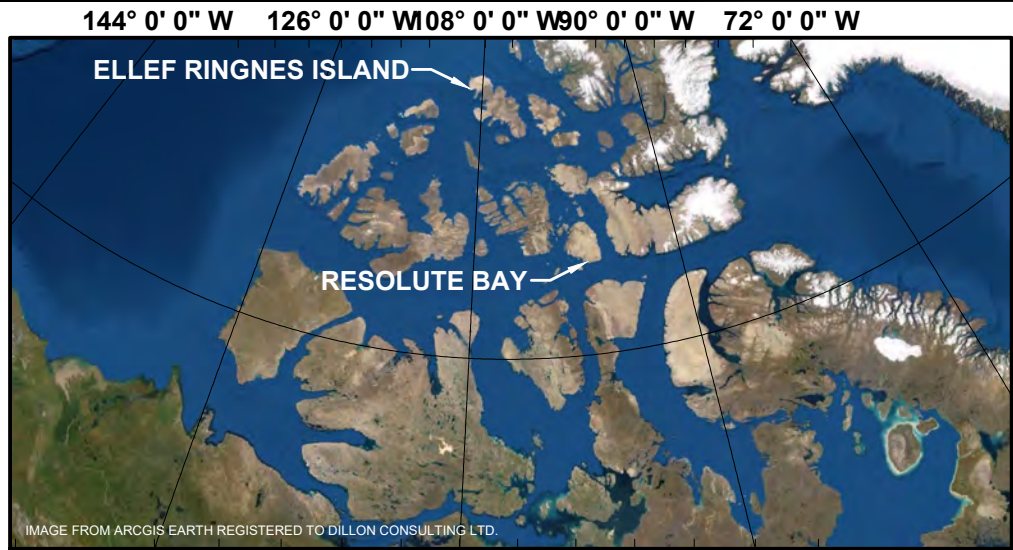 144° 0' 0" W 126° 0' 0" W 108° 0' 0" W 90° 0' 0" W 72° 0' 0" W
ELLEF RINGNES ISLAND
RESOLUTE BAY
IMAGE FROM ARCGIS EARTH REGISTERED TO DILLON CONSULTING LTD.